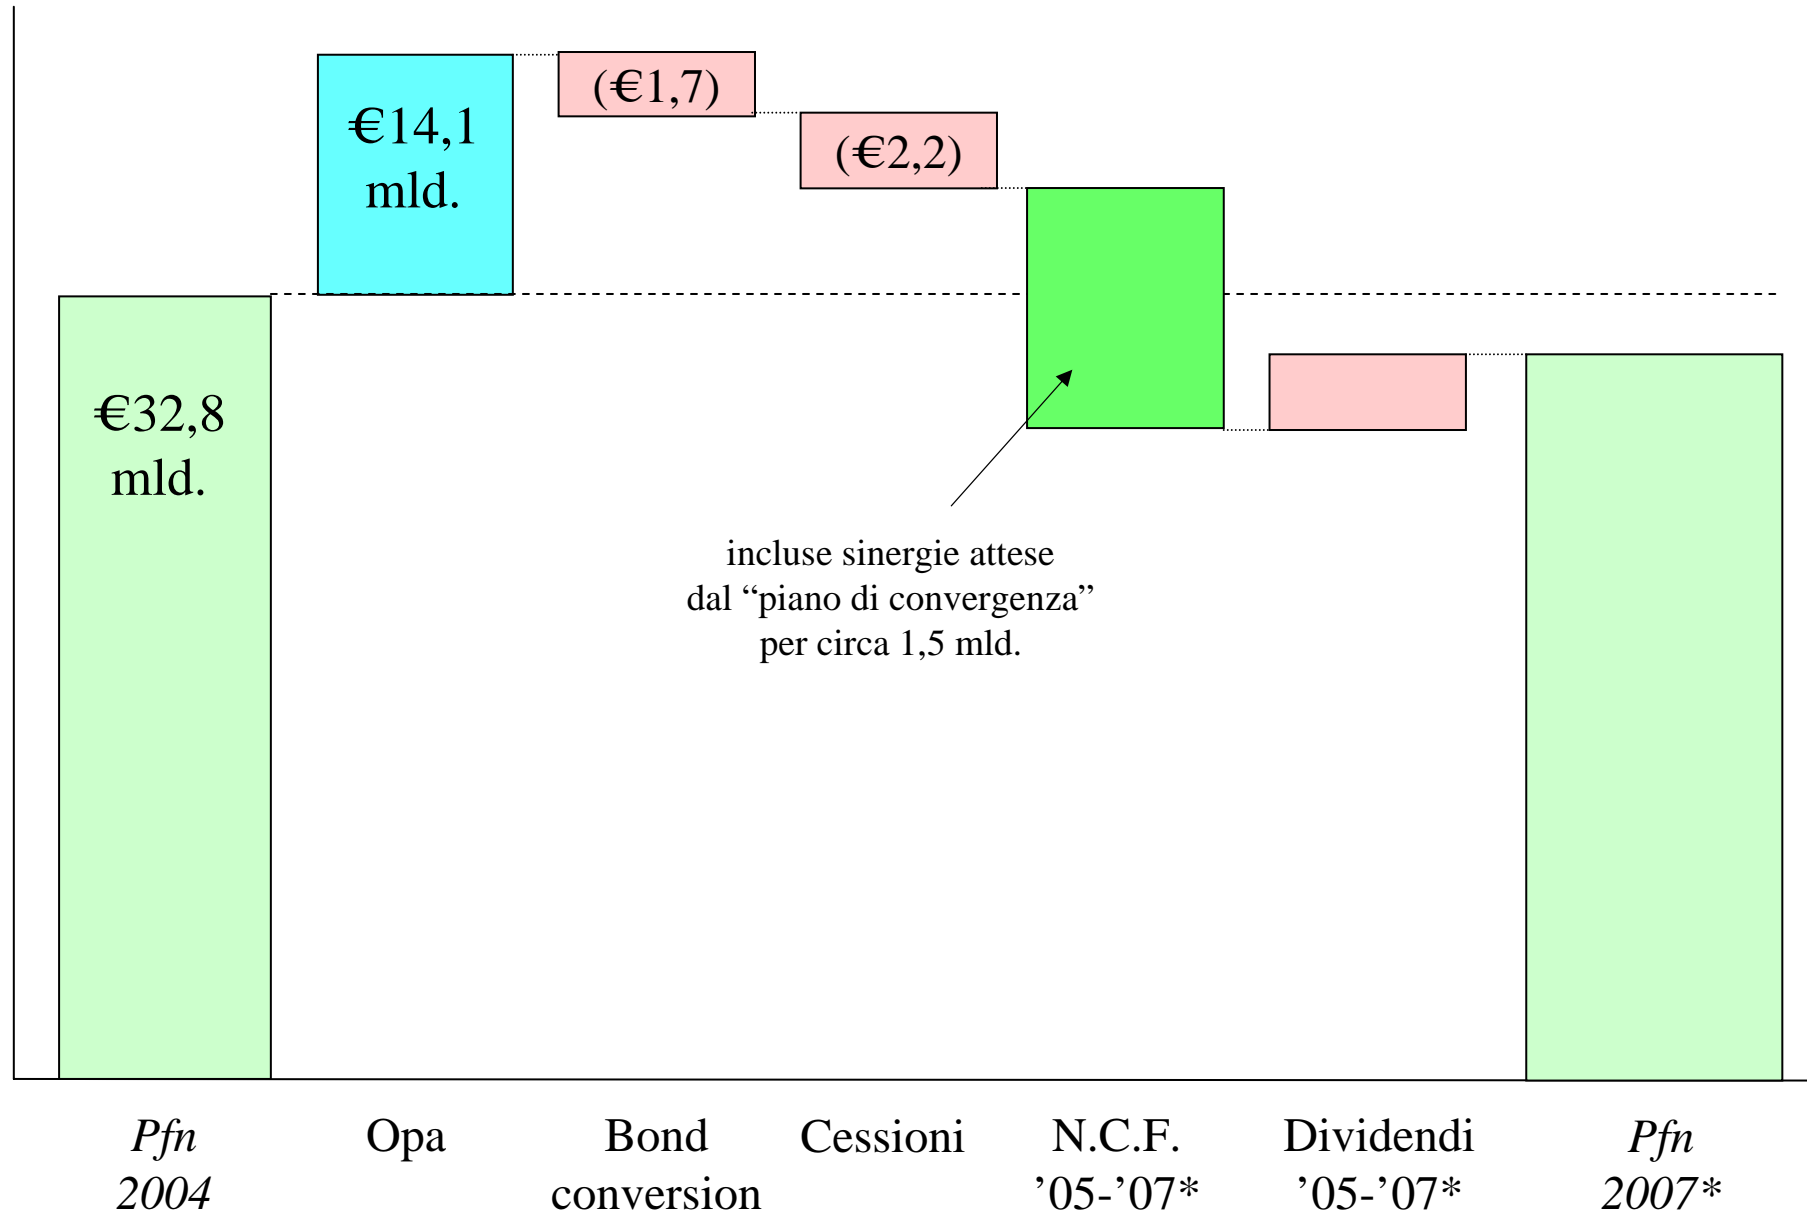 €32,8
mld.
€14,1
mld.
(€1,7)
(€2,2)
incluse sinergie attese
dal “piano di convergenza”
per circa 1,5 mld.
Pfn
2004
Opa
Bond
conversion
Cessioni
N.C.F.
’05-’07*
Dividendi
’05-’07*
Pfn
2007*